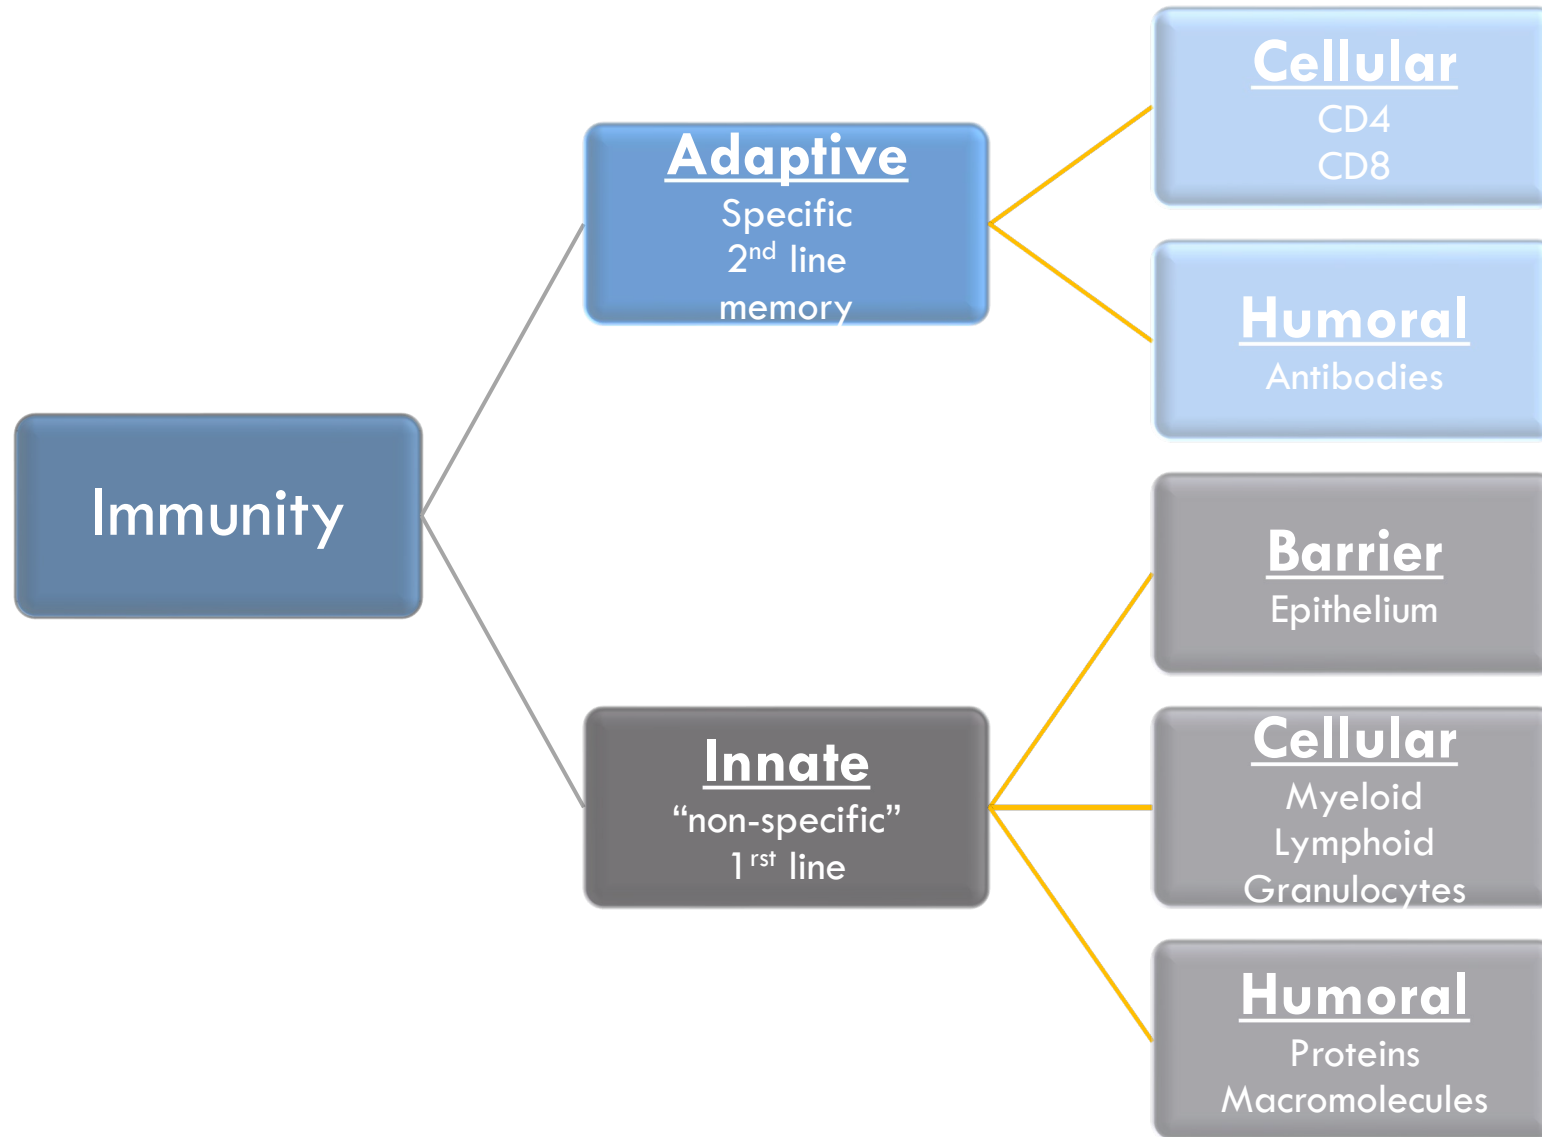 Immunity
Adaptive
Specific
2nd line
memory
Cellular
CD4
CD8
Humoral
Antibodies
Innate
“non-specific”
1rst line
Barrier
Epithelium
Cellular
Myeloid
Lymphoid
Granulocytes
Humoral
Proteins
Macromolecules